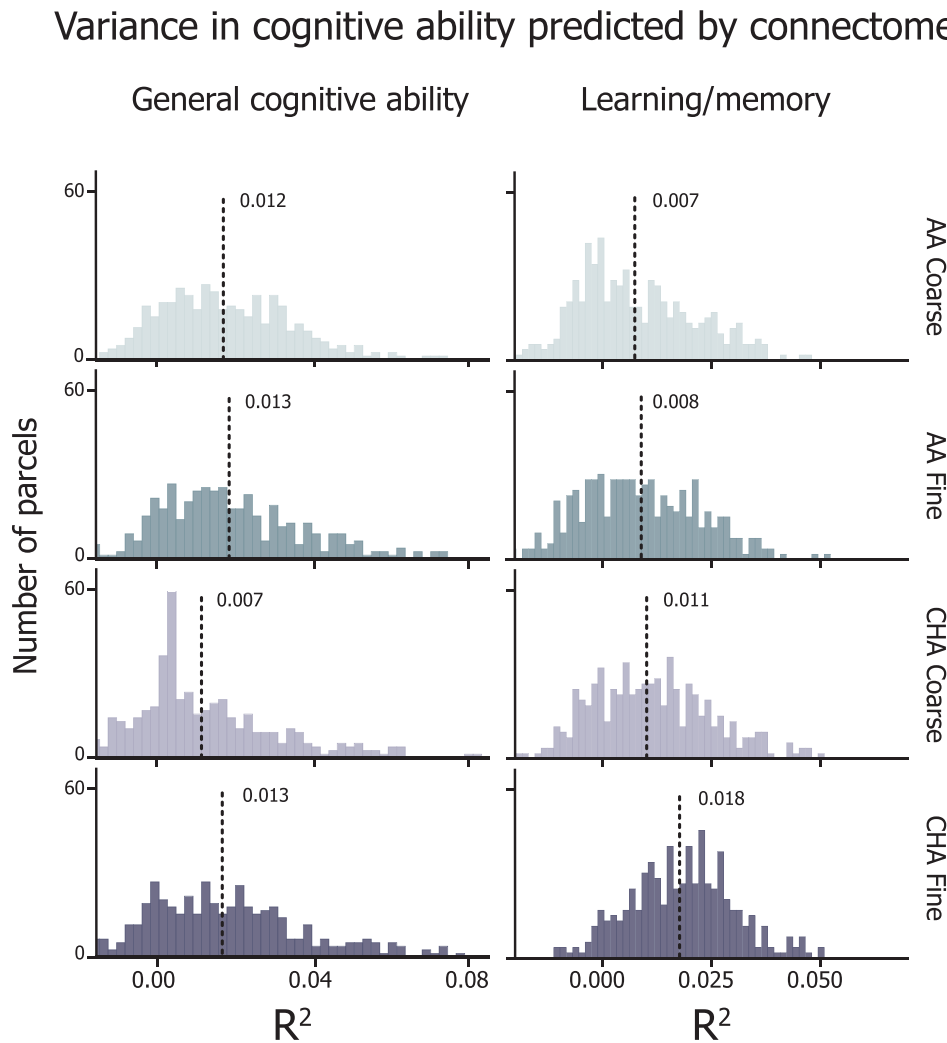 Variance in cognitive ability predicted by connectome
General cognitive ability
Learning/memory
60
0.012
0.007
AA Coarse
0
60
0.013
0.008
AA Fine
0
Number of parcels
60
0.007
0.011
CHA Coarse
0
60
0.013
0.018
CHA Fine
0
0.00 0.04 0.08
0.000 0.025 0.050
R²
R²